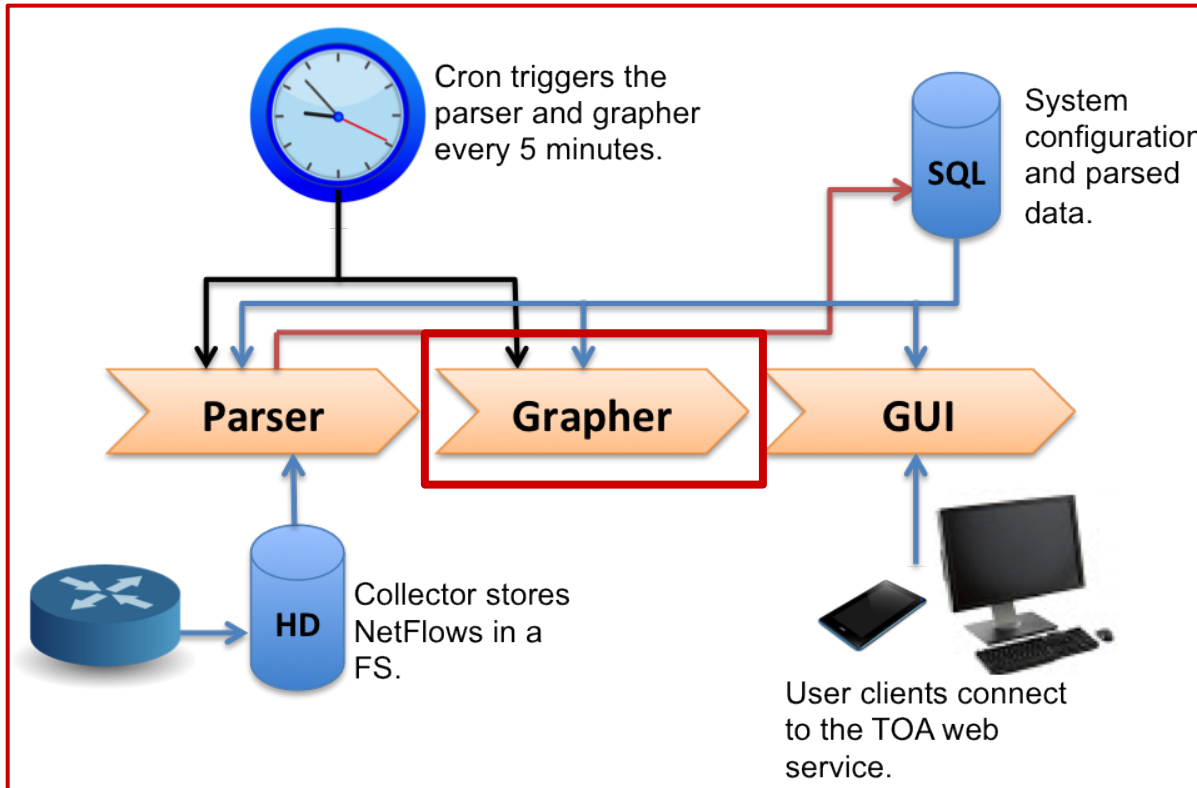 Cron triggers the
parser and grapher
every 5 minutes.
System
configuration
and parsed
data.
SQL
Parser
Grapher
GUI
HD
Collector stores
NetFlows in a
FS.
User clients connect
to the TOA web
service.